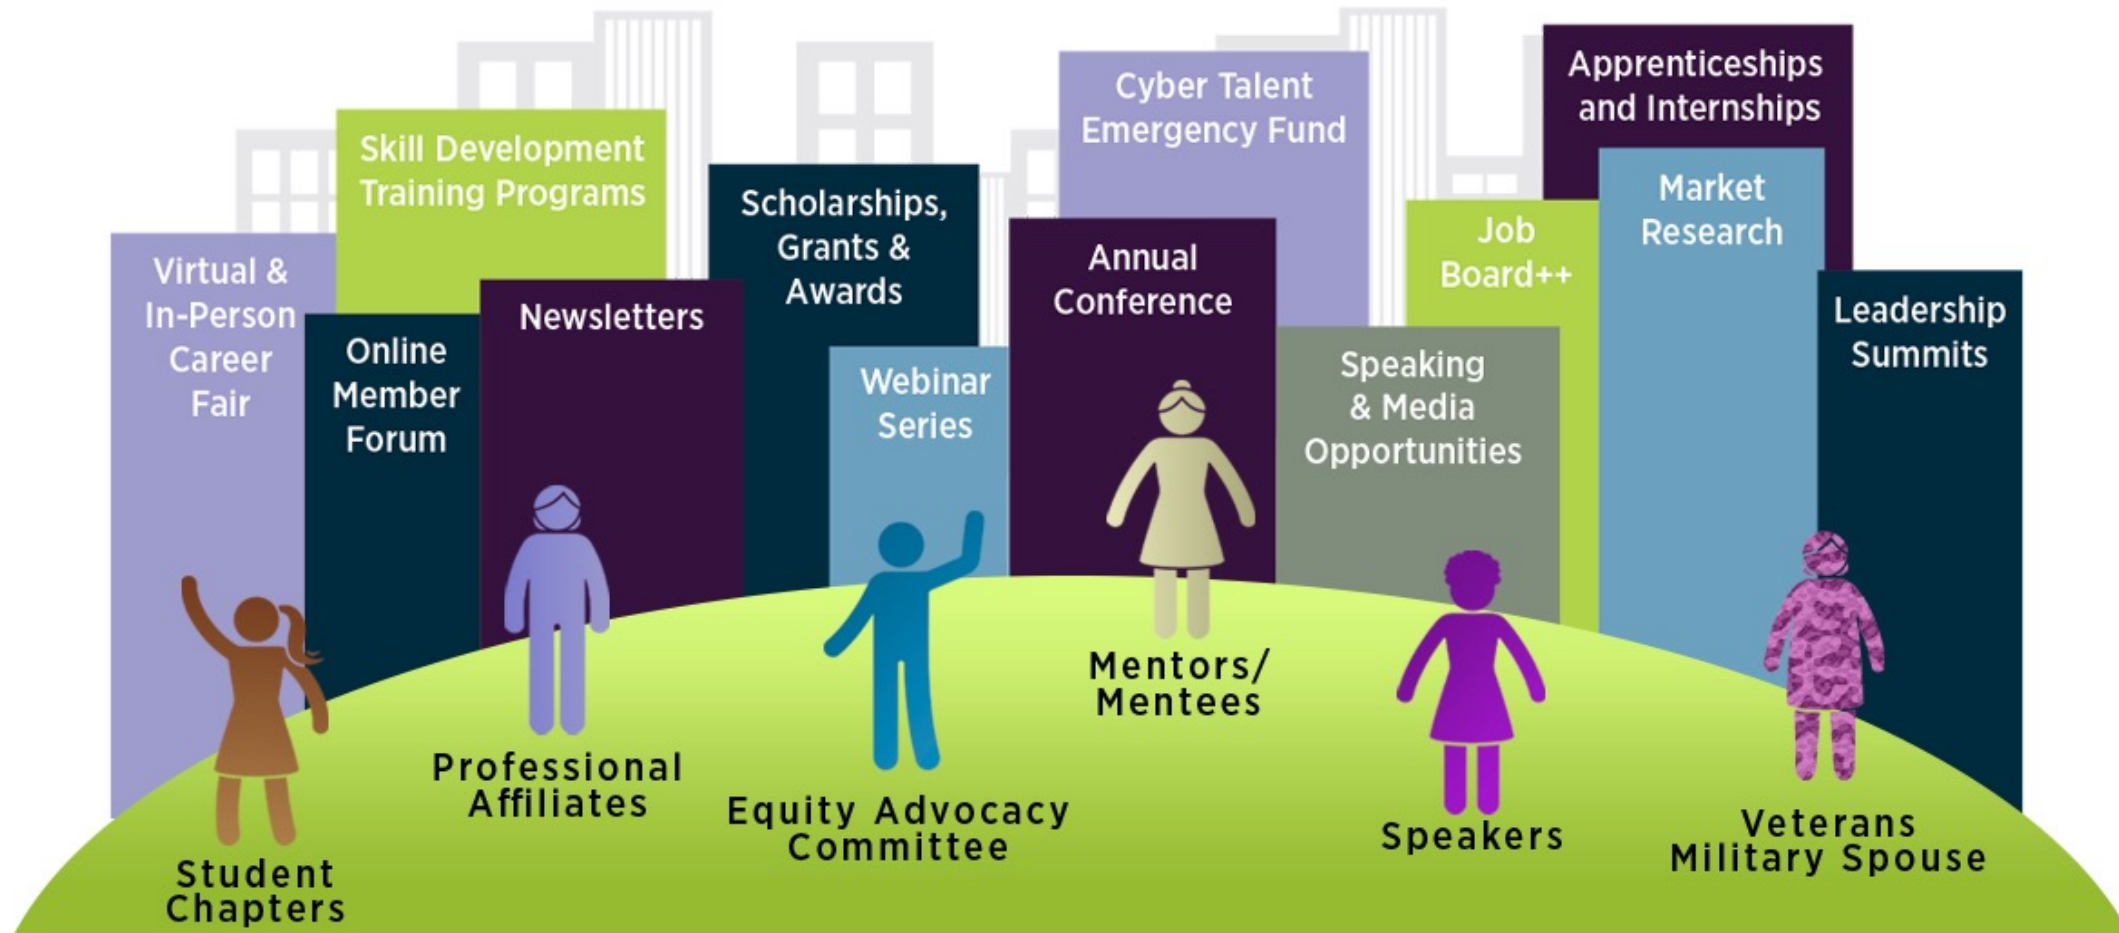 Virtual &
In-Person
Career
Fair
Skill Development
Training Programs
Online
Member
Forum
Newsletters
Scholarships,
Grants &
Awards
Webinar
Series
Annual
Conference
Cyber Talent
Emergency Fund
Speaking
& Media
Opportunities
Job
Board++
Apprenticeships
and Internships
Market
Research
Leadership
Summits
Student
Chapters
Professional
Affiliates
Equity Advocacy
Committee
Mentors/
Mentees
Speakers
Veterans
Military Spouse